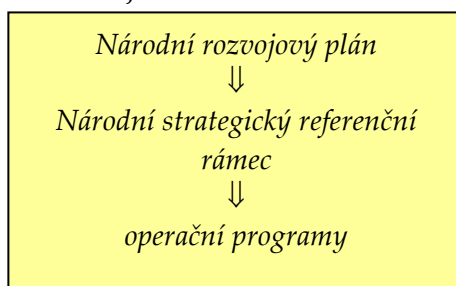 Národní rozvojový plán
⇓
Národní strategický referenční
rámec
⇓
operační programy